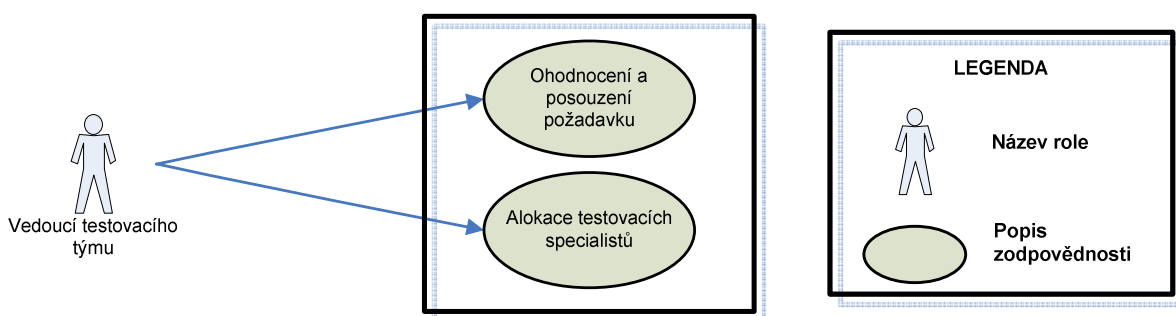 Vedoucí testovacího
týmu
Ohodnocení a
posouzení
požadavku
Alokace testovacích
specialistů
LEGENDA
Název role
Popis
zodpovědnosti